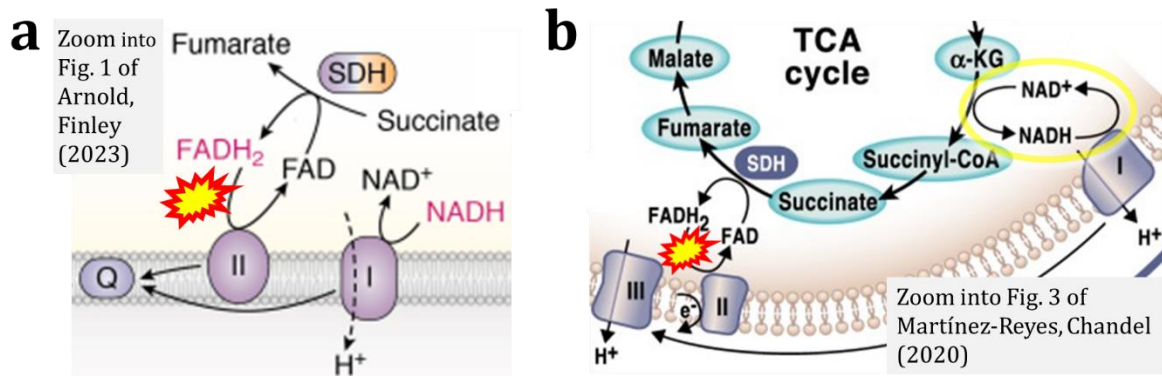 a
Zoom into
Fig. 1 of
Arnold,
Finley
(2023)
Fumarate
SDH
Succinate
FADH₂
FAD
NAD⁺
NADH
Q
II
I
H⁺
b
TCA
cycle
Malate
α-KG
NAD⁺
Fumarate
NADH
SDH
Succinyl-CoA
I
Succinate
FADH₂
FAD
H⁺
III
e⁻
II
H⁺
Zoom into Fig. 3 of
Martínez-Reyes, Chandel
(2020)